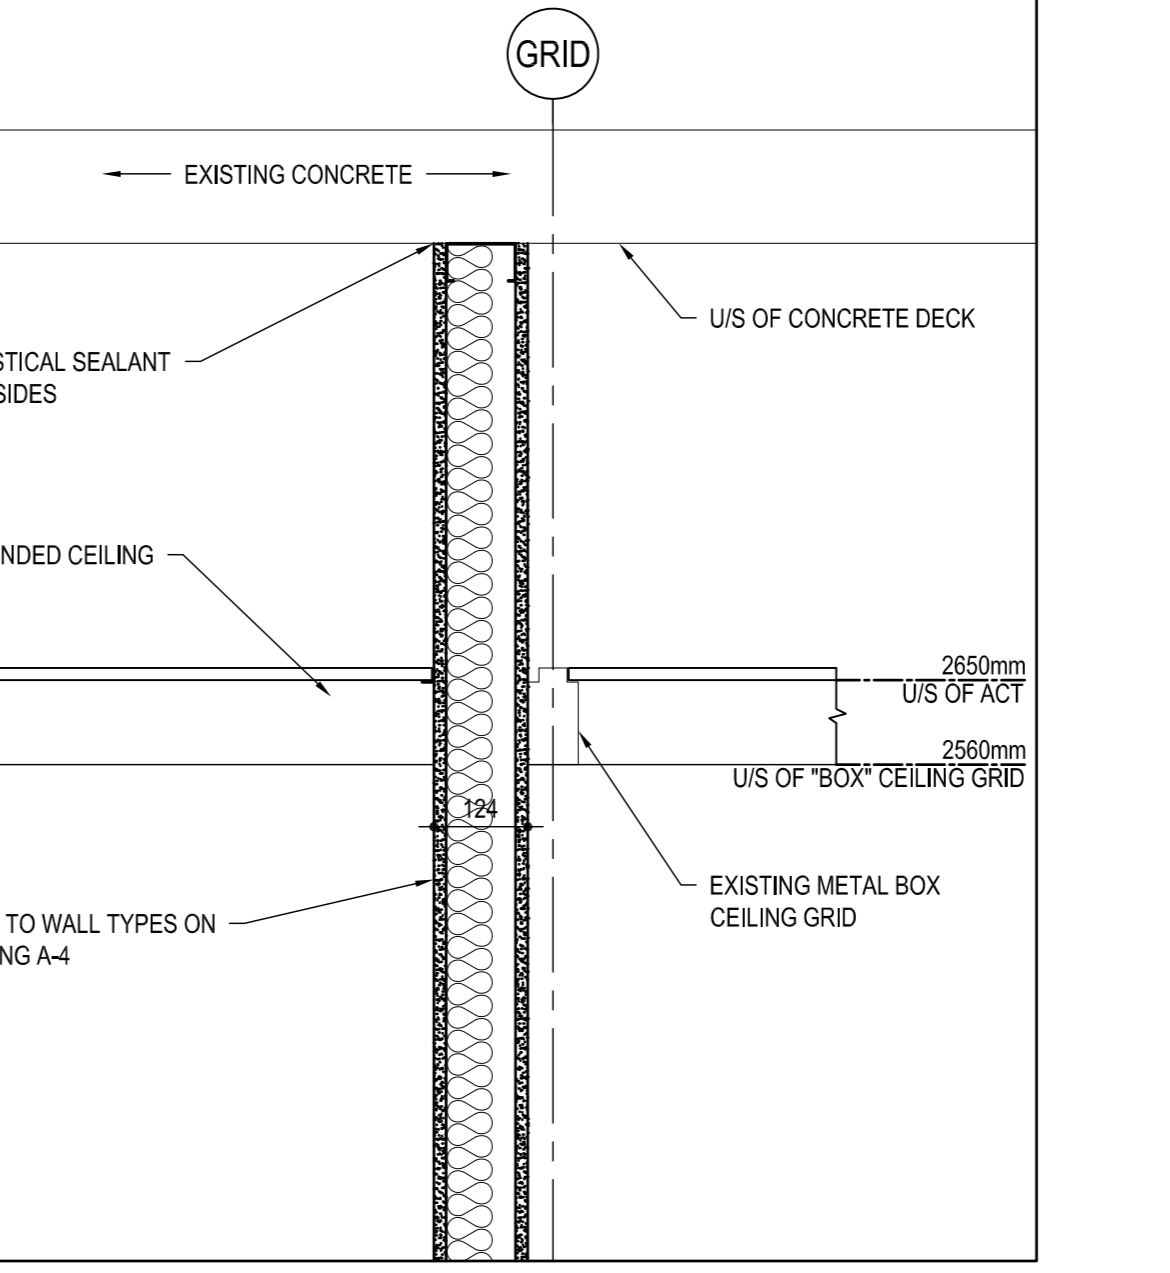 GRID
EXISTING CONCRETE
U/S OF CONCRETE DECK
STICAL SEALANT
SIDES
NDED CEILING
2650mm
U/S OF ACT
2560mm
U/S OF "BOX" CEILING GRID
124
EXISTING METAL BOX
CEILING GRID
TO WALL TYPES ON
NG A-4